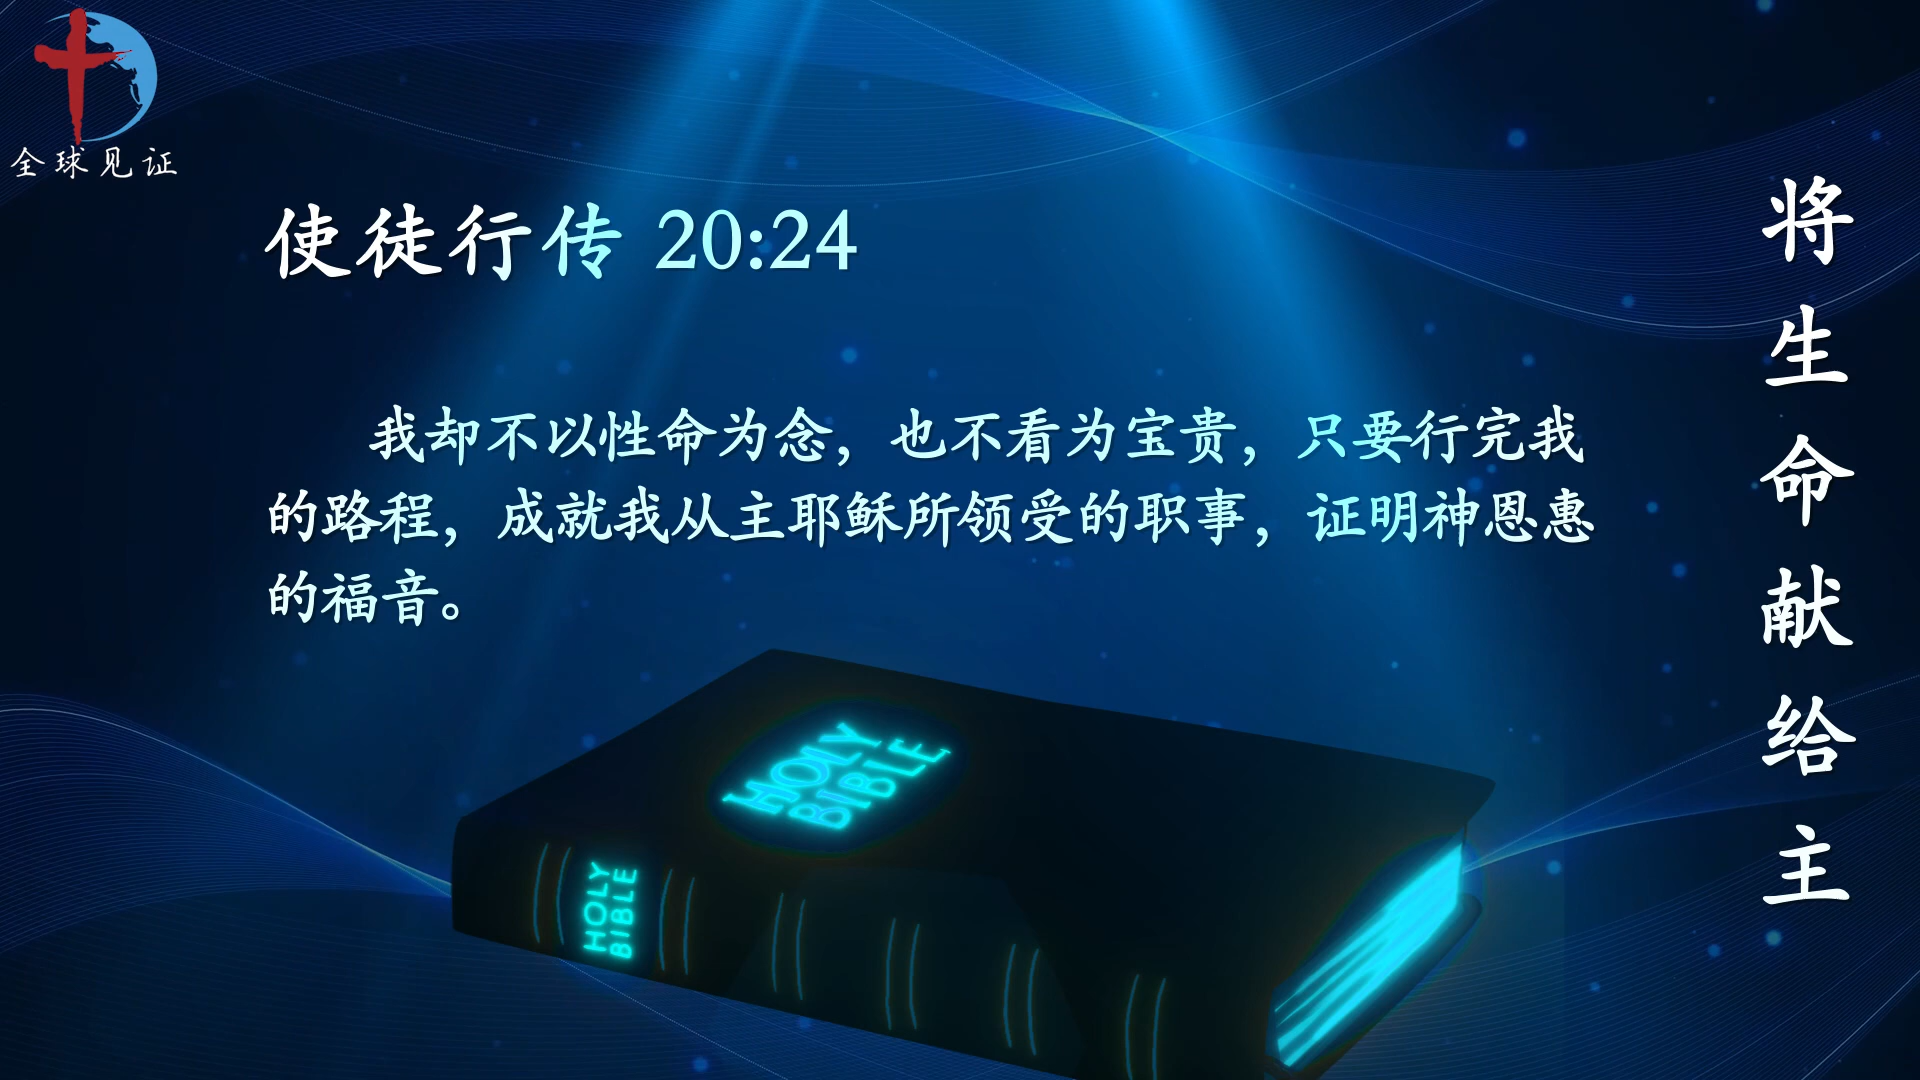 全球见证
使徒行传 20:24
我却不以性命为念，也不看为宝贵，只要行完我
的路程，成就我从主耶稣所领受的职事，证明神恩惠
的福音。
将生命献给主
HOLY
BIBLE
HOLY
BIBLE